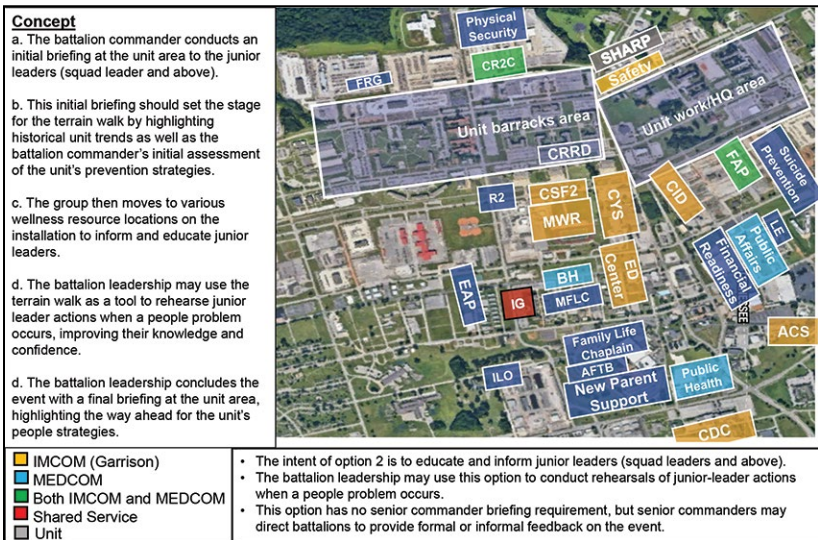 Concept
a. The battalion commander conducts an
initial briefing at the unit area to the junior
leaders (squad leader and above).
b. This initial briefing should set the stage
for the terrain walk by highlighting
historical unit trends as well as the
battalion commander's initial assessment
of the unit's prevention strategies.
c. The group then moves to various
wellness resource locations on the
installation to inform and educate junior
leaders.
d. The battalion leadership may use the
terrain walk as a tool to rehearse junior
leader actions when a people problem
occurs, improving their knowledge and
confidence.
d. The battalion leadership concludes the
event with a final briefing at the unit area,
highlighting the way ahead for the unit's
people strategies.
Physical
Security
CR2C
SHARP
Safety
FRG
Unit barracks area
Unit work/HQ area
CRRD
FAP
Suicide
Prevention
R2
CSF2
MWR
CYS
CID
LE
Public
Affairs
Financial
Readiness
EAP
IG
BH
MFLC
ED
Center
SEE
ACS
Family Life
Chaplain
AFTB
New Parent
Support
ILO
Public
Health
CDC
IMCOM (Garrison)
MEDCOM
Both IMCOM and MEDCOM
Shared Service
Unit
• The intent of option 2 is to educate and inform junior leaders (squad leaders and above).
• The battalion leadership may use this option to conduct rehearsals of junior-leader actions
when a people problem occurs.
• This option has no senior commander briefing requirement, but senior commanders may
direct battalions to provide formal or informal feedback on the event.